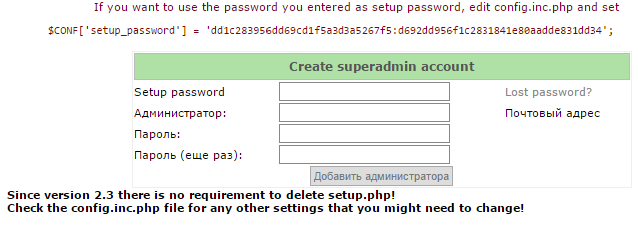 If you want to use the password you entered as setup password, edit config.inc.php and set
$CONF['setup_password'] = 'dd1c283956dd69cd1f5a3d3a5267f5:d692dd956f1c2831841e80aadde831dd34';
Create superadmin account
Setup password Lost password?
Администратор: Почтовый адрес
Пароль:
Пароль (еще раз):
Добавить администратора
Since version 2.3 there is no requirement to delete setup.php!
Check the config.inc.php file for any other settings that you might need to change!